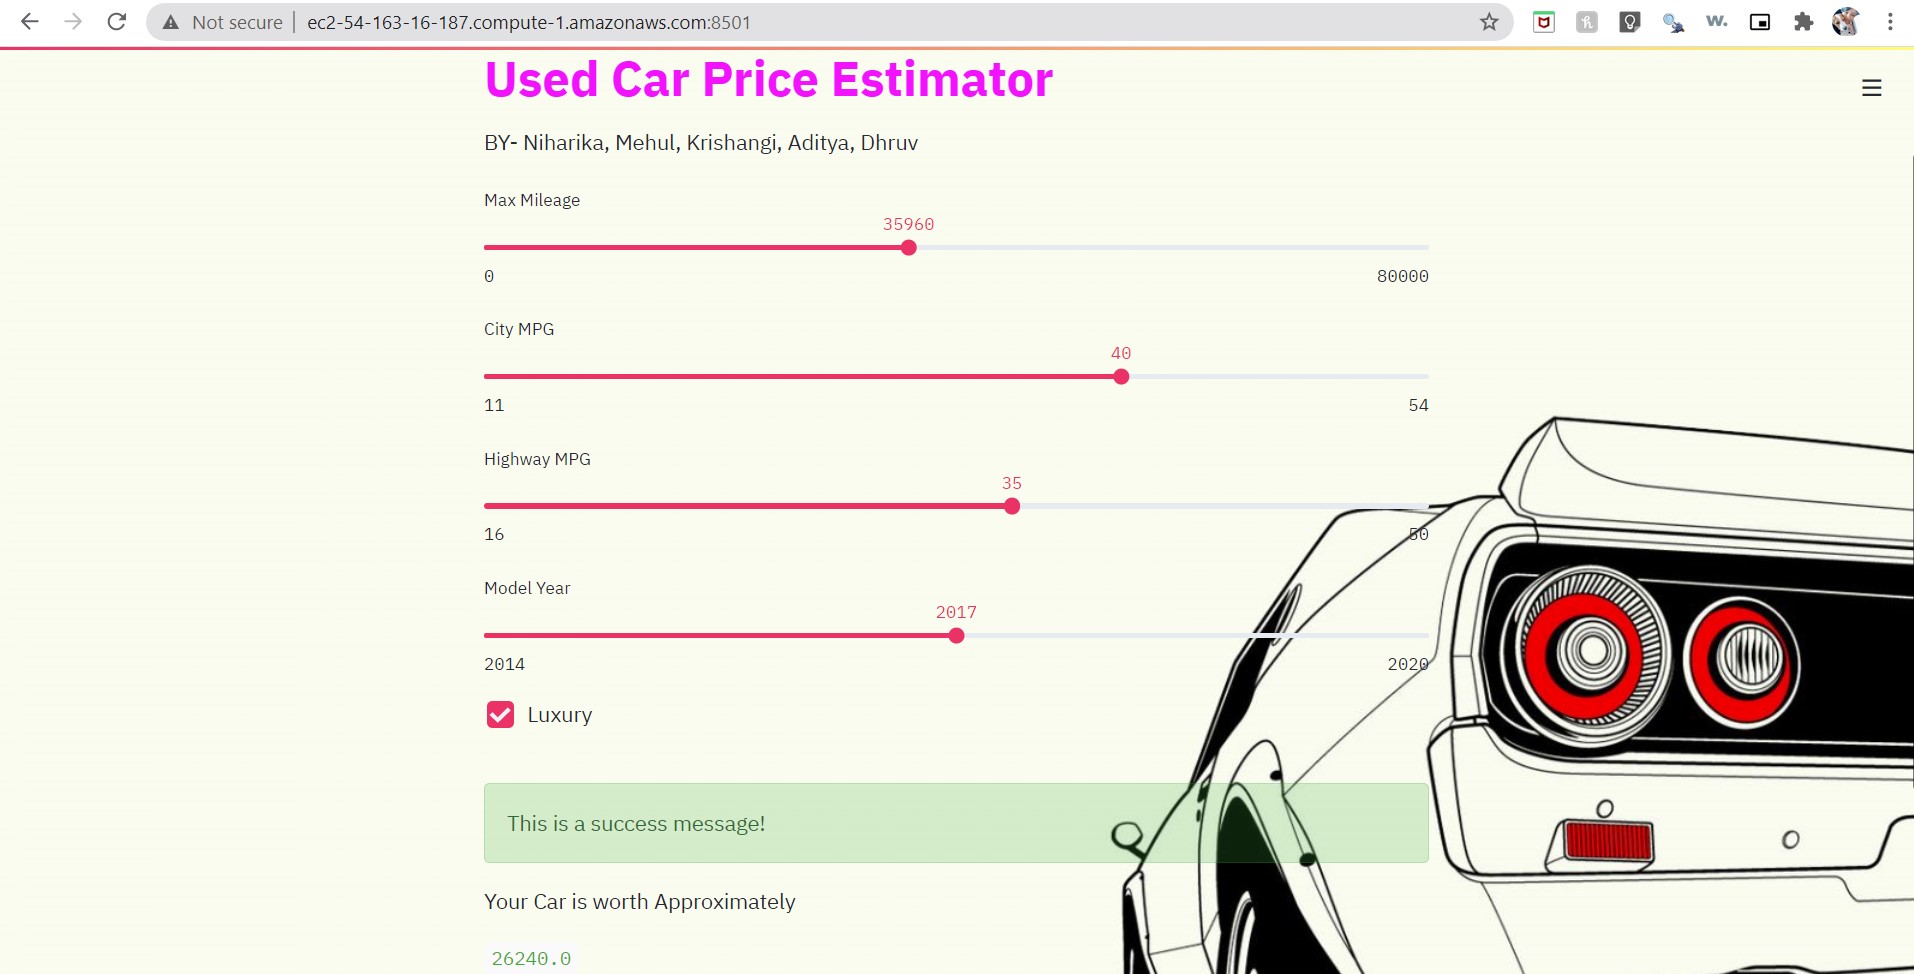 Not secure | ec2-54-163-16-187.compute-1.amazonaws.com:8501
Used Car Price Estimator
BY- Niharika, Mehul, Krishangi, Aditya, Dhruv
Max Mileage
35960
0 80000
City MPG
40
11 54
Highway MPG
35
16 50
Model Year
2017
2014 2020
Luxury
This is a success message!
Your Car is worth Approximately
26240.0